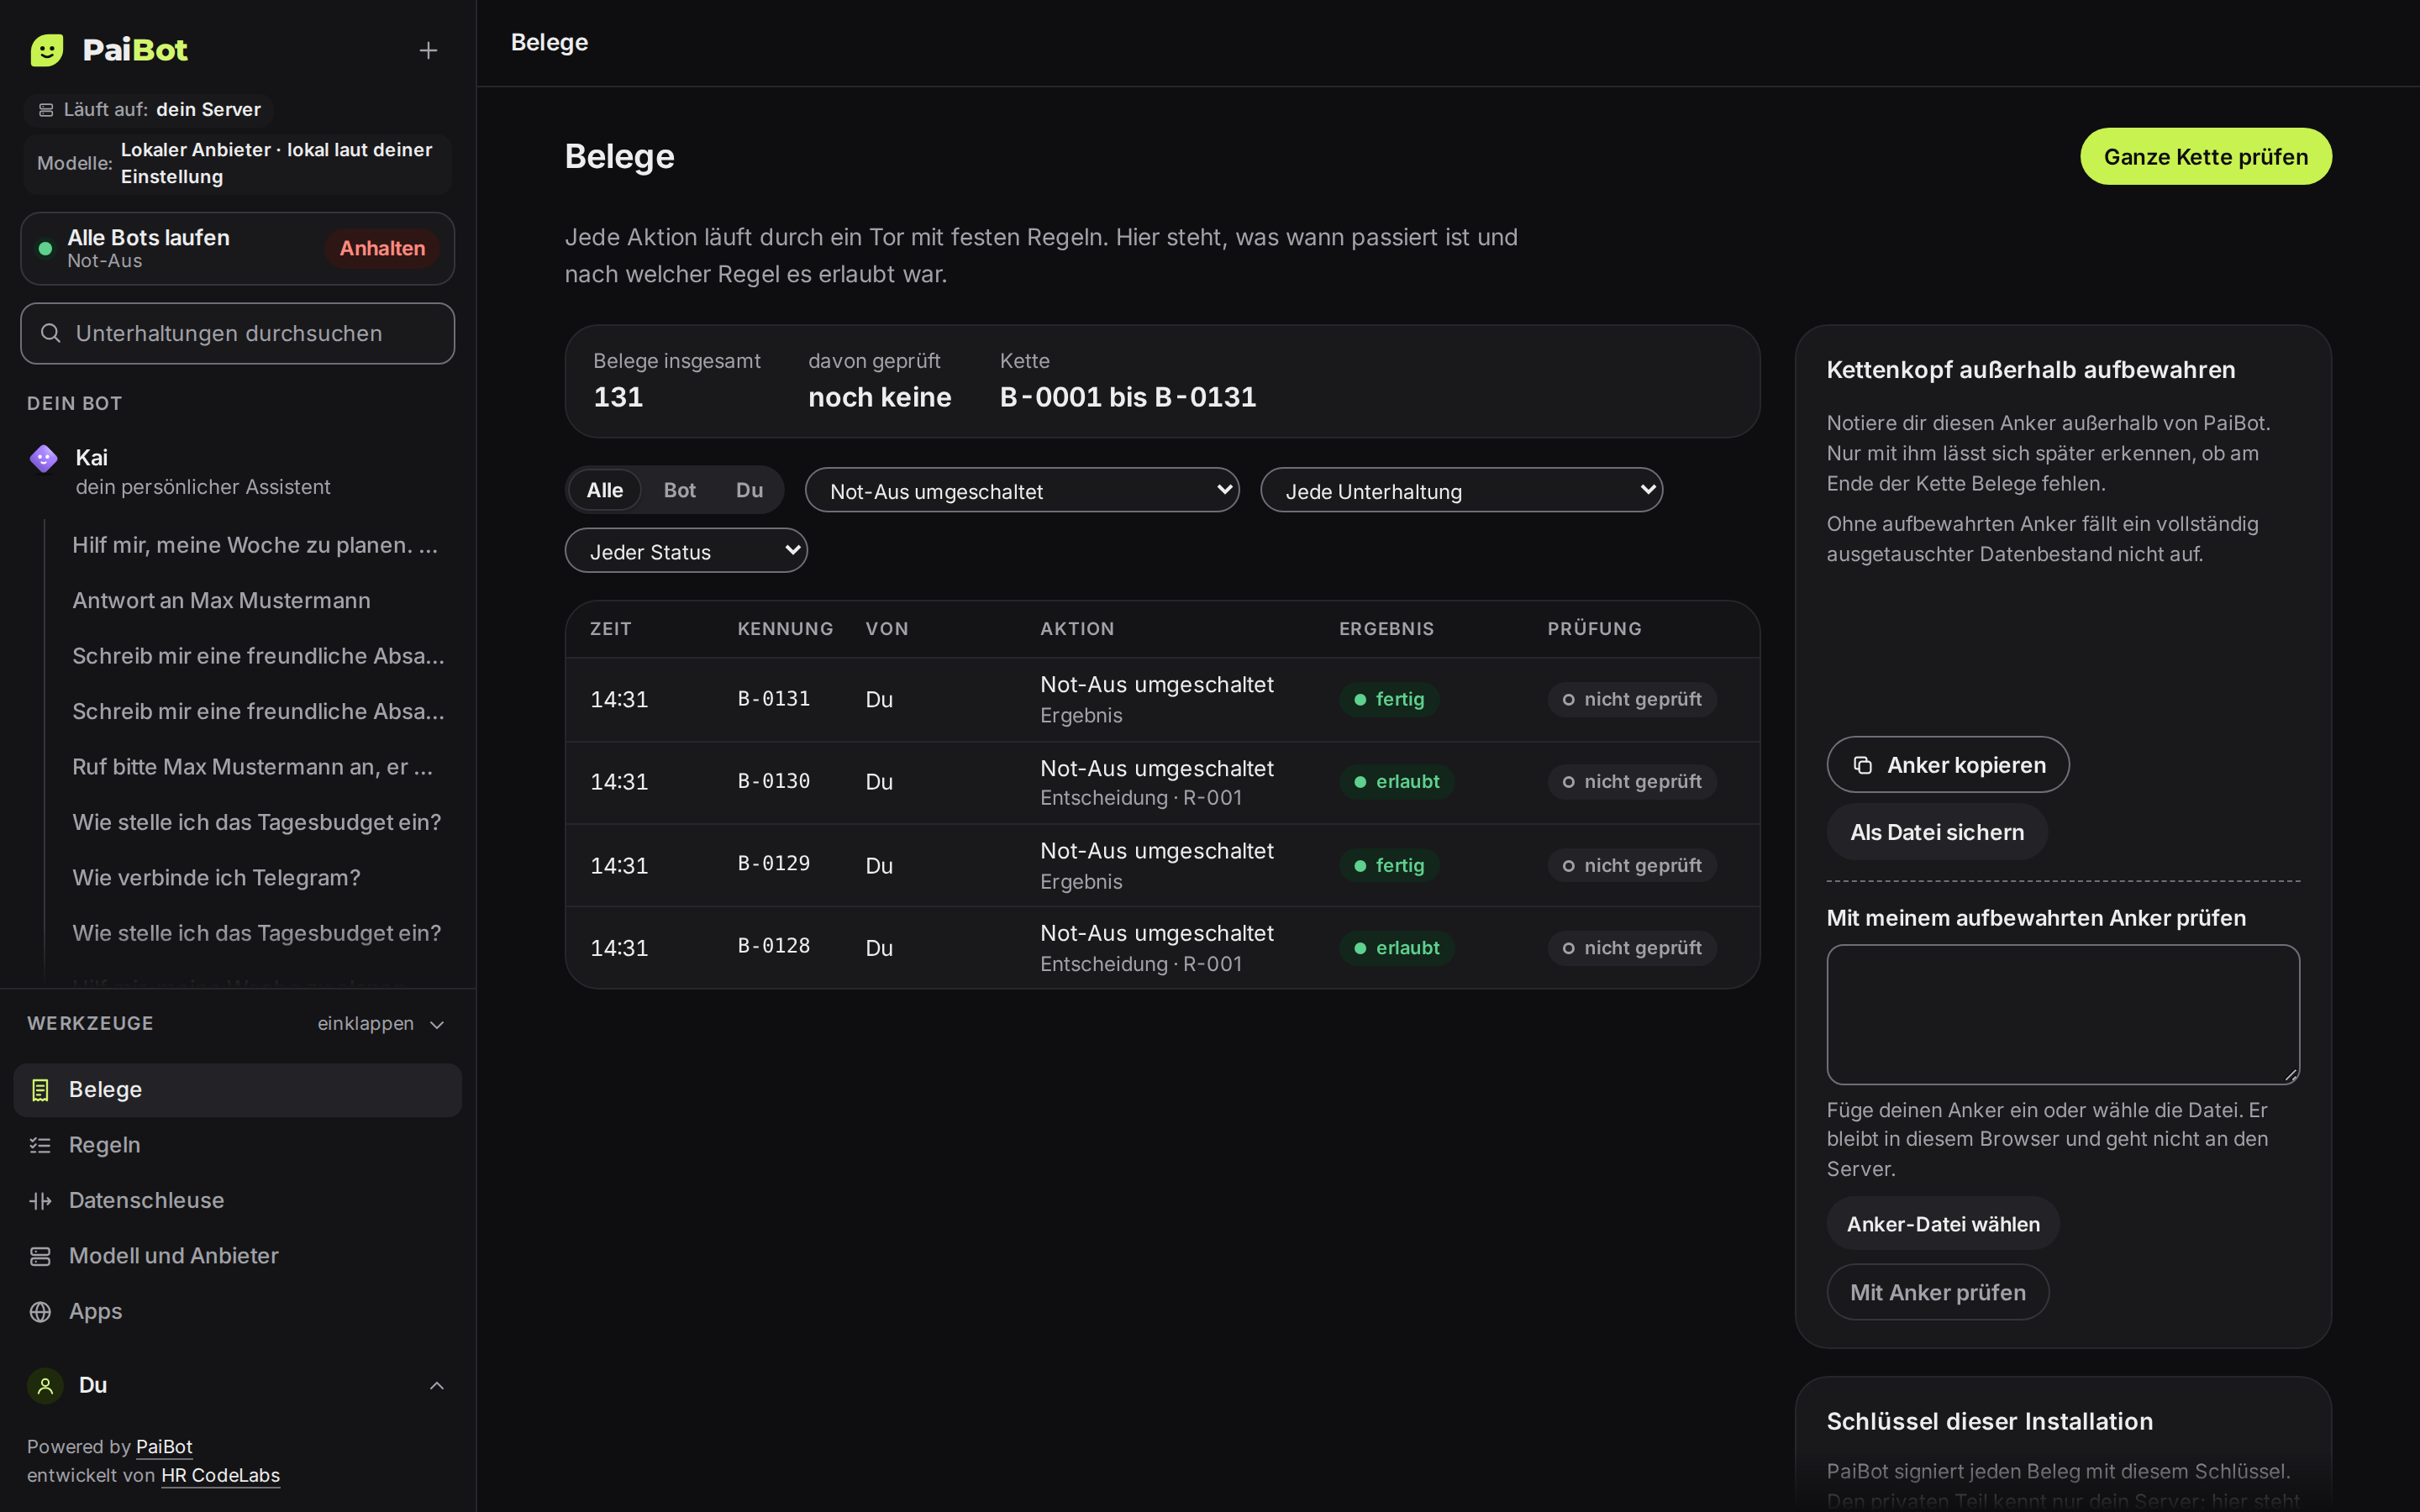 PaiBot
Läuft auf: dein Server
Modelle: Lokaler Anbieter · lokal laut deiner
Einstellung
Alle Bots laufen
Not-Aus
Anhalten
Unterhaltungen durchsuchen
DEIN BOT
Kai
dein persönlicher Assistent
Hilf mir, meine Woche zu planen. ...
Antwort an Max Mustermann
Schreib mir eine freundliche Absa...
Schreib mir eine freundliche Absa...
Ruf bitte Max Mustermann an, er ...
Wie stelle ich das Tagesbudget ein?
Wie verbinde ich Telegram?
Wie stelle ich das Tagesbudget ein?
WERKZEUGE einklappen
Belege
Regeln
Datenschleuse
Modell und Anbieter
Apps
Du
Powered by PaiBot
entwickelt von HR CodeLabs
Belege
Belege
Ganze Kette prüfen
Jede Aktion läuft durch ein Tor mit festen Regeln. Hier steht, was wann passiert ist und
nach welcher Regel es erlaubt war.
Belege insgesamt davon geprüft Kette
131 noch keine B-0001 bis B-0131
Alle Bot Du Not-Aus umgeschaltet Jede Unterhaltung
Jeder Status
ZEIT KENNUNG VON AKTION ERGEBNIS PRÜFUNG
14:31 B-0131 Du Not-Aus umgeschaltet fertig nicht geprüft
Ergebnis
14:31 B-0130 Du Not-Aus umgeschaltet erlaubt nicht geprüft
Entscheidung · R-001
14:31 B-0129 Du Not-Aus umgeschaltet fertig nicht geprüft
Ergebnis
14:31 B-0128 Du Not-Aus umgeschaltet erlaubt nicht geprüft
Entscheidung · R-001
Kettenkopf außerhalb aufbewahren
Notiere dir diesen Anker außerhalb von PaiBot.
Nur mit ihm lässt sich später erkennen, ob am
Ende der Kette Belege fehlen.
Ohne aufbewahrten Anker fällt ein vollständig
ausgetauschter Datenbestand nicht auf.
Anker kopieren
Als Datei sichern
Mit meinem aufbewahrten Anker prüfen
Füge deinen Anker ein oder wähle die Datei. Er
bleibt in diesem Browser und geht nicht an den
Server.
Anker-Datei wählen
Mit Anker prüfen
Schlüssel dieser Installation
PaiBot signiert jeden Beleg mit diesem Schlüssel.
Den privaten Teil kennt nur dein Server; hier steht